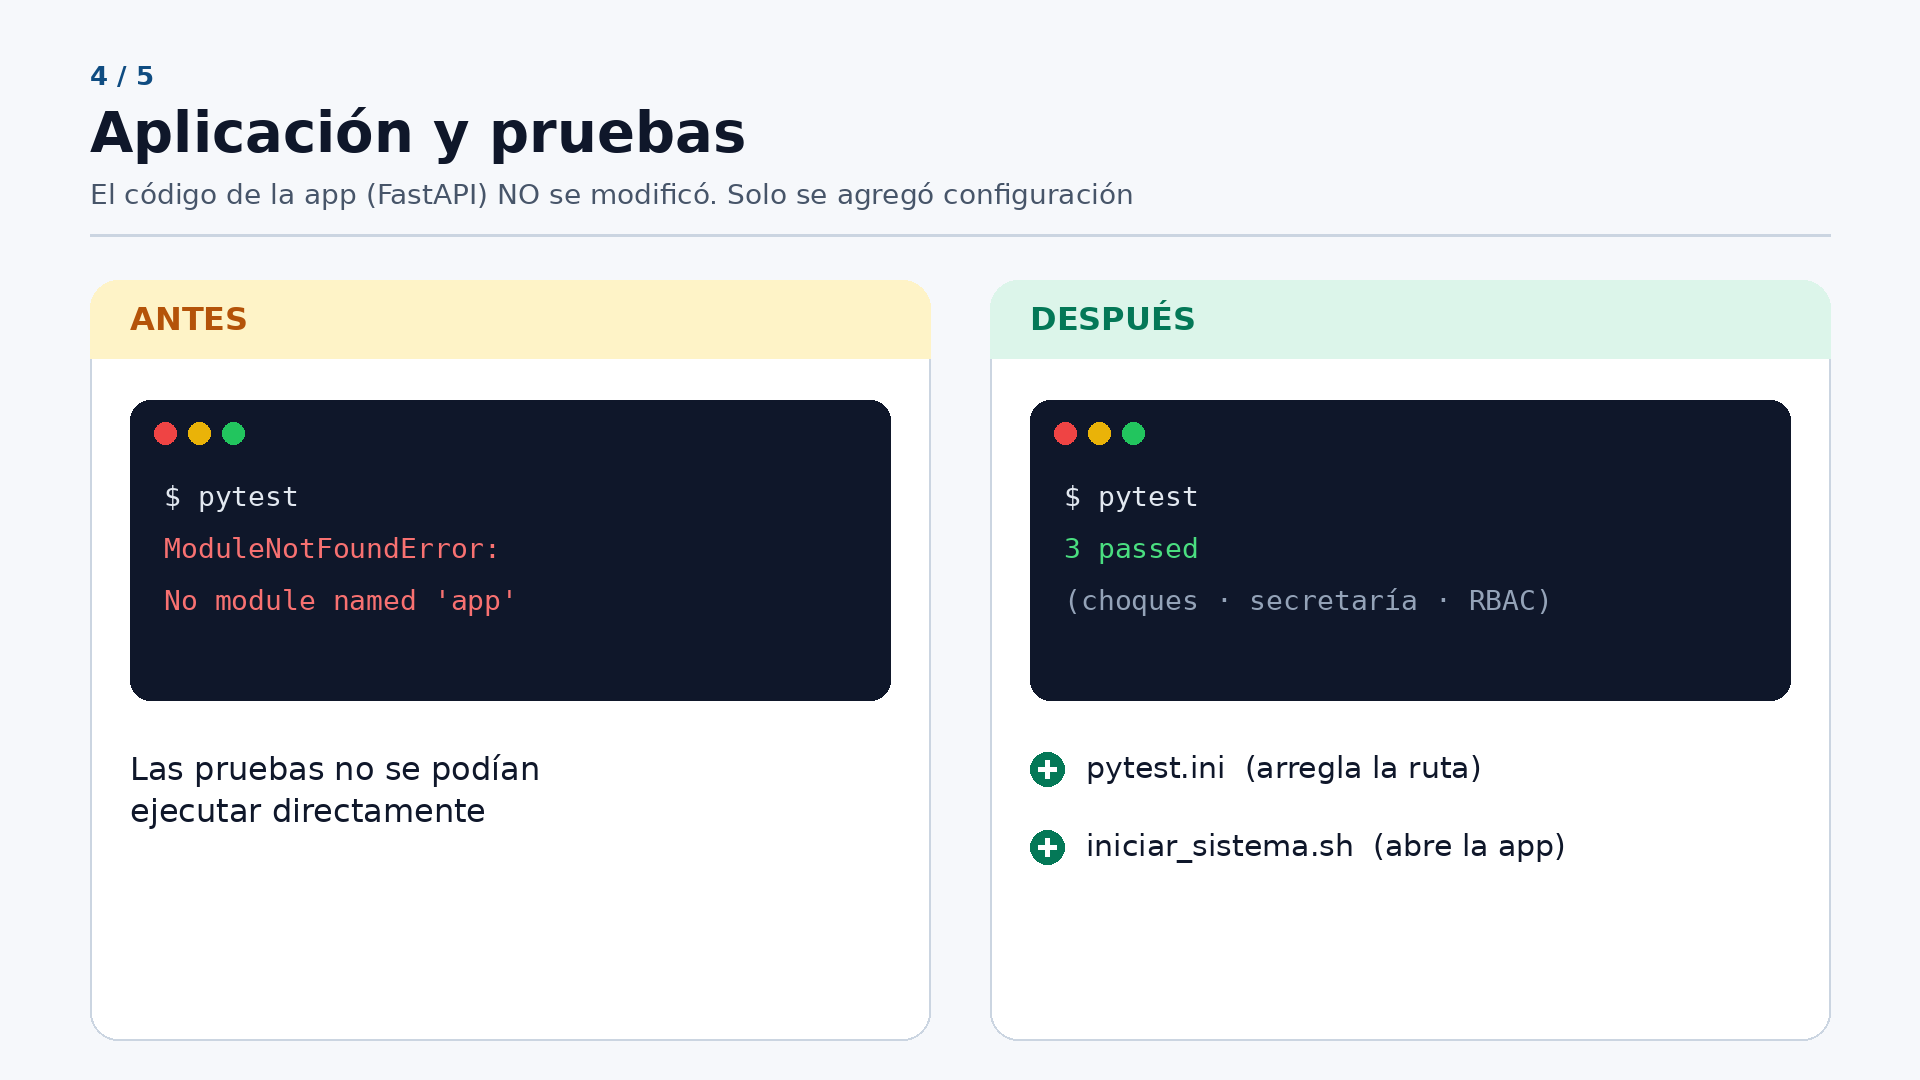 4 / 5
Aplicación y pruebas
El código de la app (FastAPI) NO se modificó. Solo se agregó configuración
ANTES
$ pytest
ModuleNotFoundError:
No module named 'app'
Las pruebas no se podían
ejecutar directamente
DESPUÉS
$ pytest
3 passed
(choques · secretaría · RBAC)
pytest.ini (arregla la ruta)
iniciar_sistema.sh (abre la app)